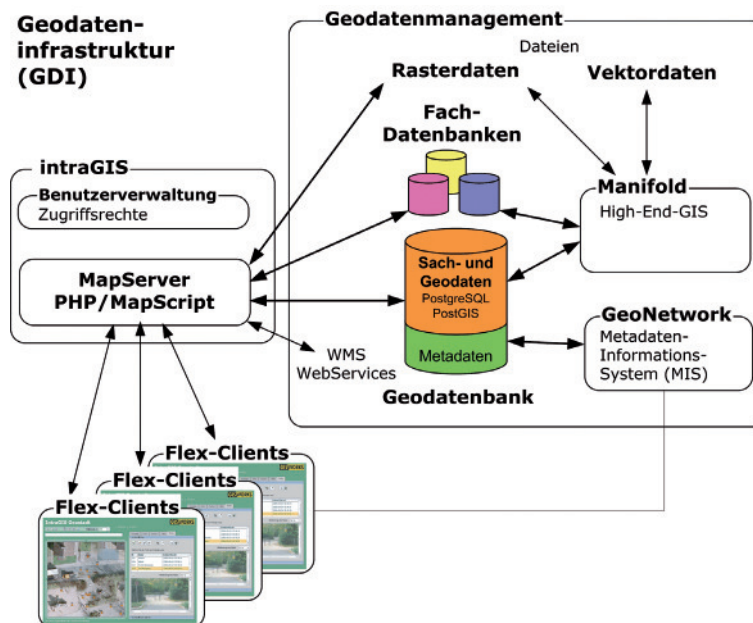 Geodaten-
infrastruktur
(GDI)
Geodatenmanagement
Dateien
Rasterdaten
Vektordaten
Fach-
Datenbanken
intraGIS
Benutzerverwaltung
Zugriffsrechte
Manifold
High-End-GIS
MapServer
PHP/MapScript
Sach- und
Geodaten
PostgreSQL
PostGIS
Metadaten
GeoNetwork
Metadaten-
Informations-
System (MIS)
WMS
WebServices
Geodatenbank
Flex-Clients
Flex-Clients
Flex-Clients